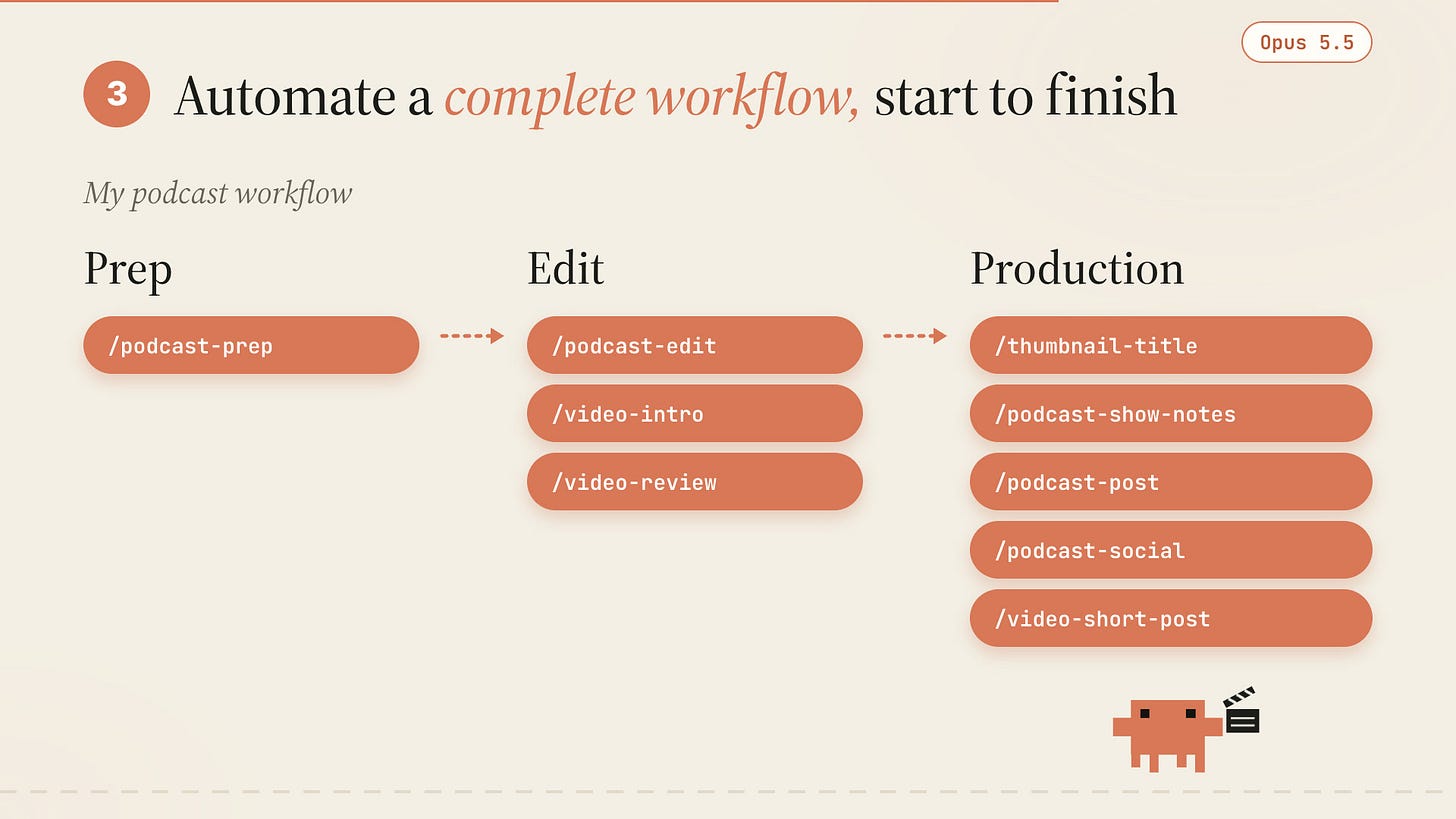 Opus 5.5
3
Automate a complete workflow, start to finish
My podcast workflow
Prep
/podcast-prep
Edit
/podcast-edit
/video-intro
/video-review
Production
/thumbnail-title
/podcast-show-notes
/podcast-post
/podcast-social
/video-short-post